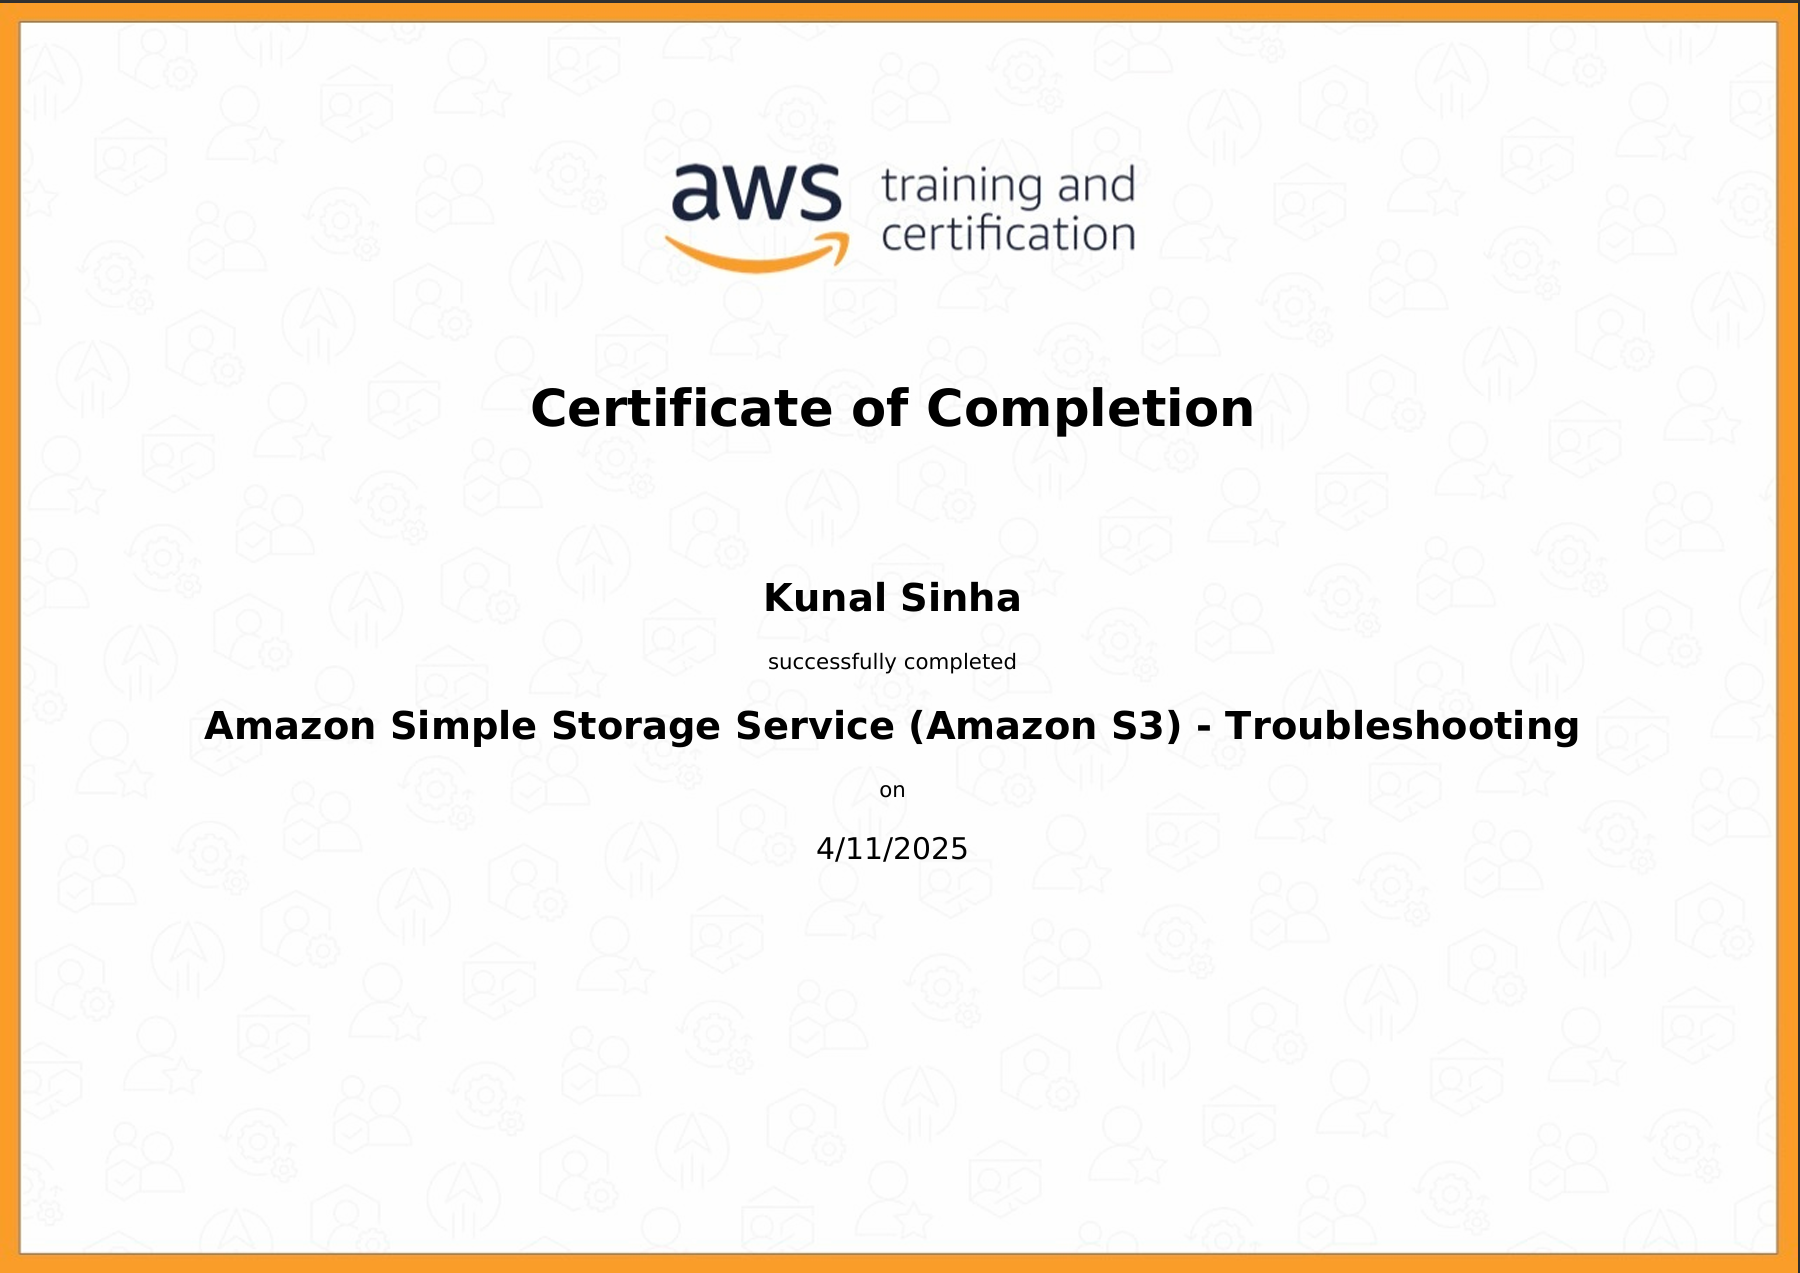 aws training and
certification
Certificate of Completion
Kunal Sinha
successfully completed
Amazon Simple Storage Service (Amazon S3) - Troubleshooting
on
4/11/2025